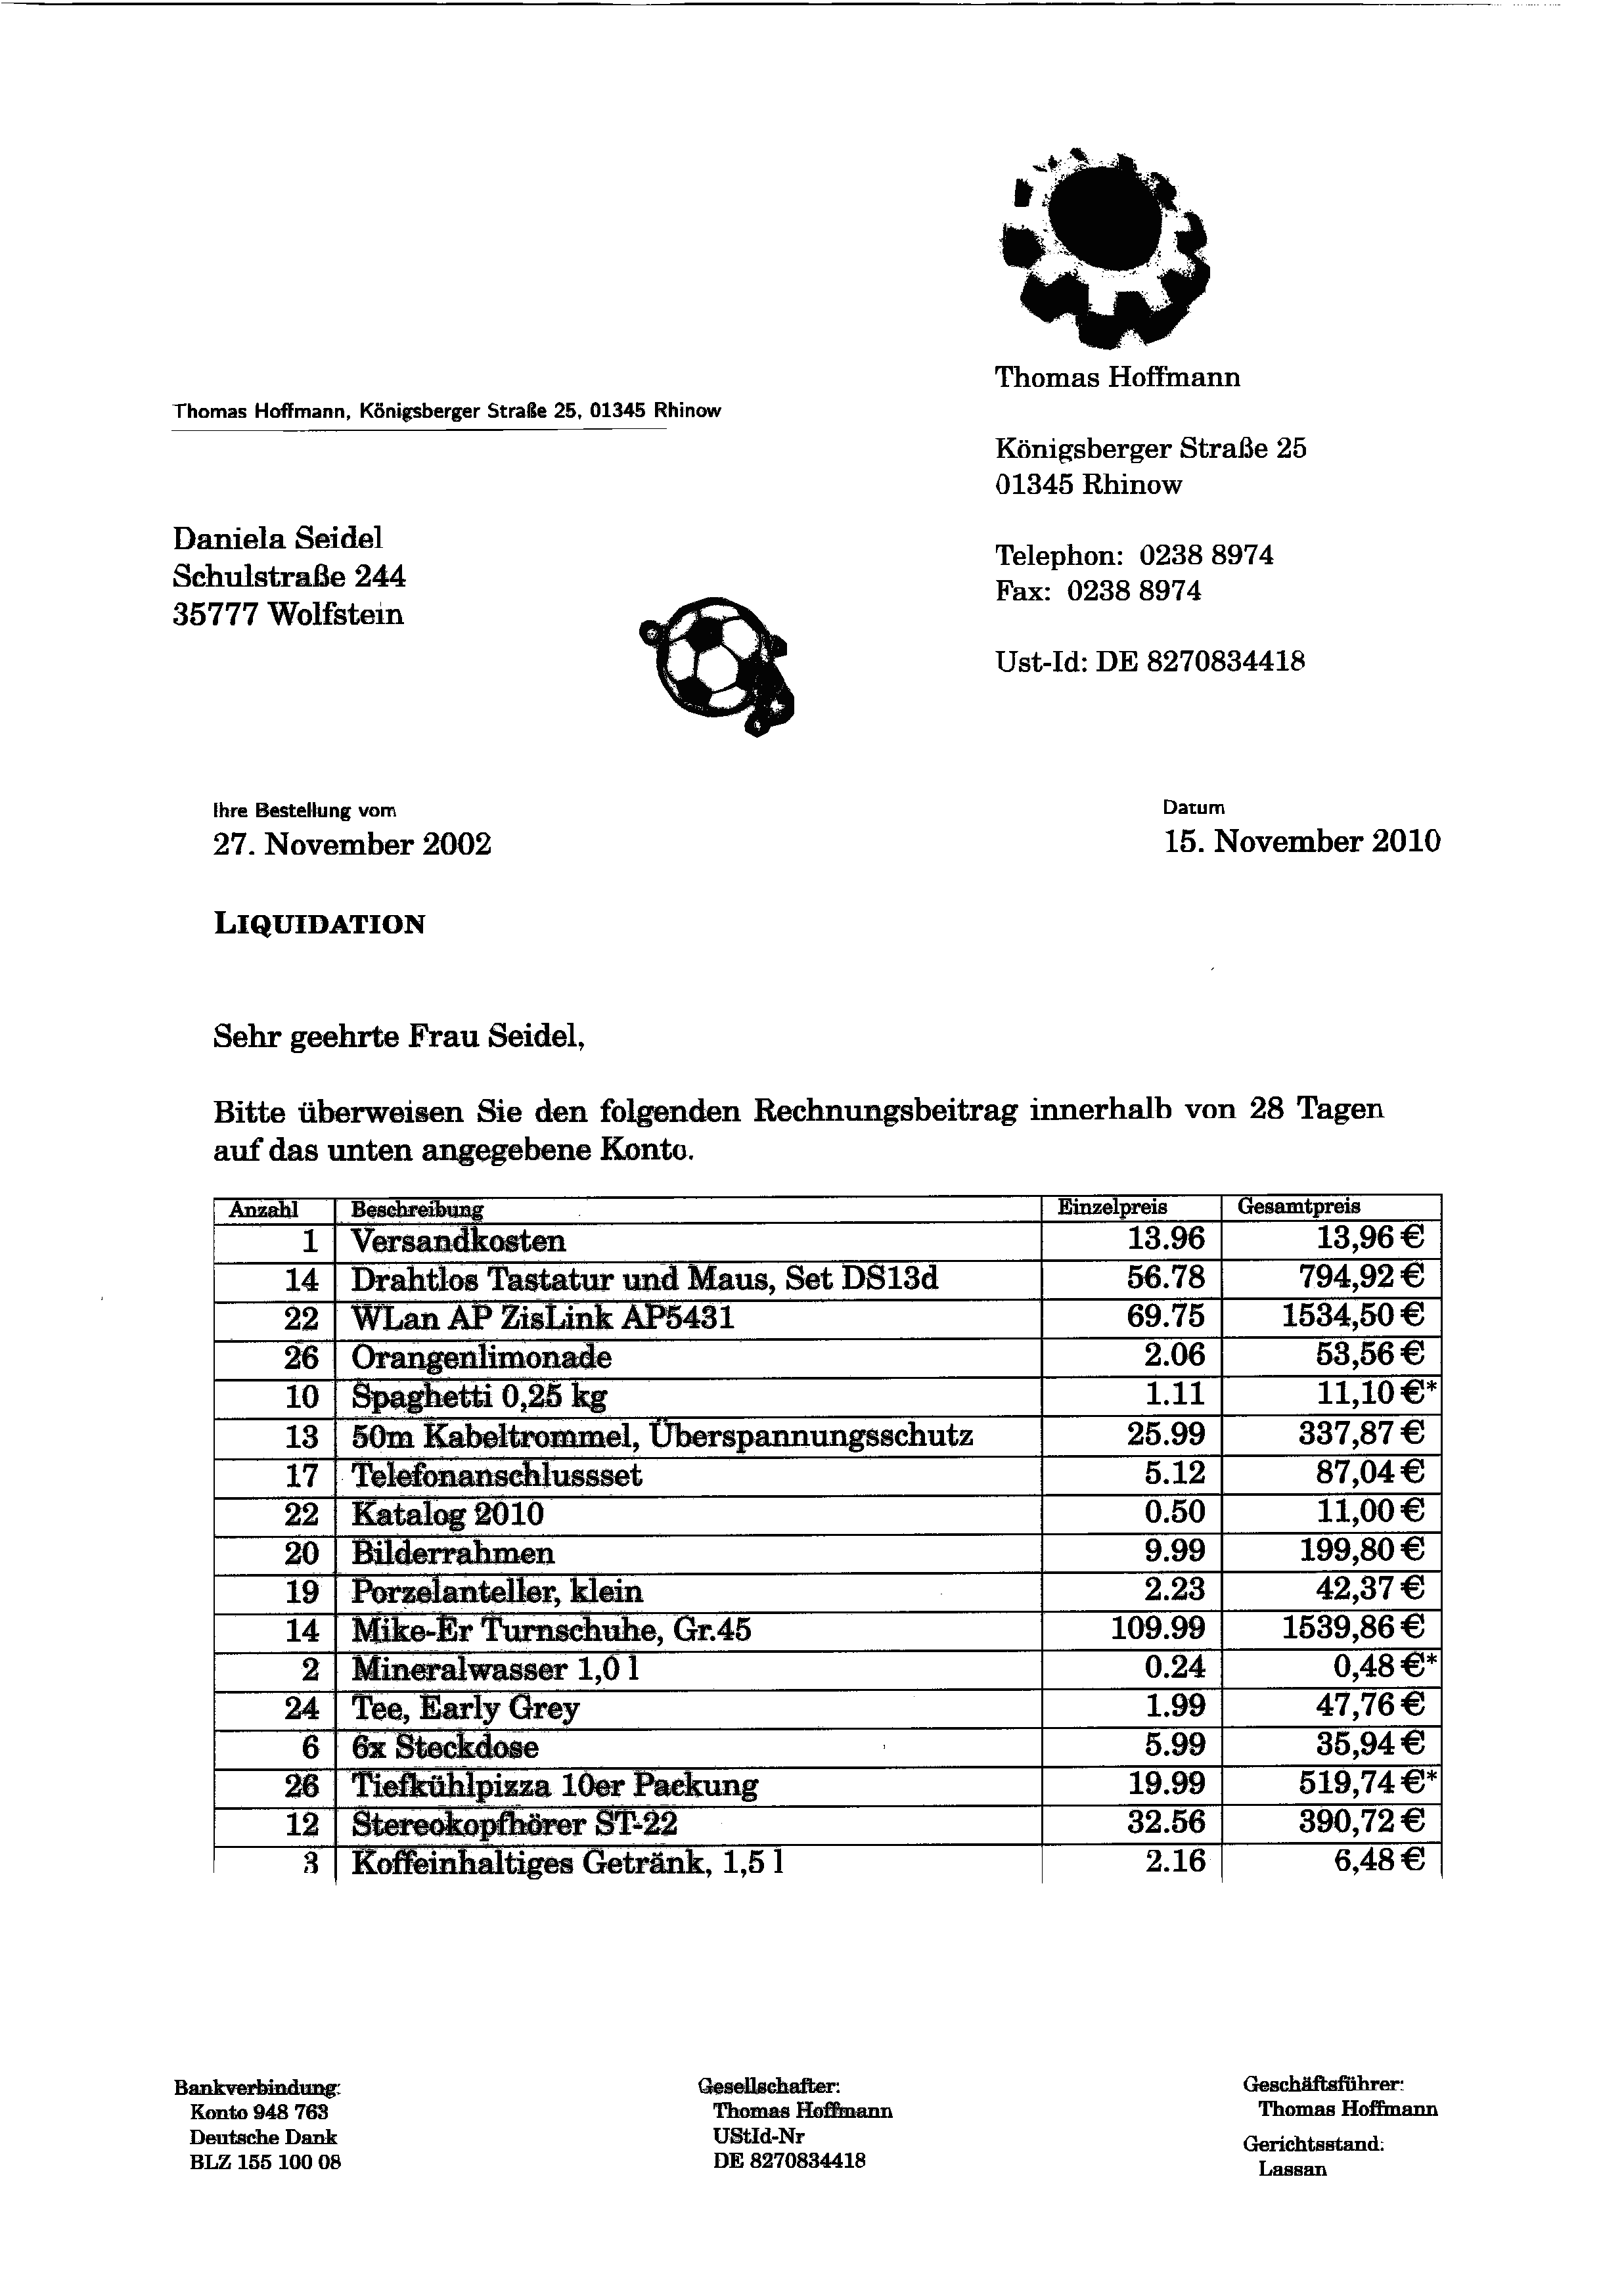 Thomas Hoffmann
Thomas Hoffmann, Königsberger Straße 25, 01345 Rhinow
Königsberger Straße 25
01345 Rhinow
Daniela Seidel
Schulstraße 244
35777 Wolfstein
Telephon: 0238 8974
Fax: 0238 8974
Ust-Id: DE 8270834418
Ihre Bestellung vom
27. November 2002
Datum
15. November 2010
LIQUIDATION
Sehr geehrte Frau Seidel,
Bitte überweisen Sie den folgenden Rechnungsbeitrag innerhalb von 28 Tagen
auf das unten angegebene Konto.
Anzahl Beschreibung Einzelpreis Gesamtpreis
1 Versandkosten 13.96 13,96 €
14 Drahtlos Tastatur und Maus, Set DS13d 56.78 794,92 €
22 WLan AP ZisLink AP5431 69.75 1534,50 €
26 Orangenlimonade 2.06 53,56 €
10 Spaghetti 0,25 kg 1.11 11,10 €*
13 50m Kabeltrommel, Überspannungsschutz 25.99 337,87 €
17 Telefonanschlussset 5.12 87,04 €
22 Katalog 2010 0.50 11,00 €
20 Bilderrahmen 9.99 199,80 €
19 Porzelanteller, klein 2.23 42,37 €
14 Mike-Er Turnschuhe, Gr.45 109.99 1539,86 €
2 Mineralwasser 1,0 l 0.24 0,48 €*
24 Tee, Early Grey 1.99 47,76 €
6 6x Steckdose 5.99 35,94 €
26 Tiefkühlpizza 10er Packung 19.99 519,74 €*
12 Stereokopfhörer ST-22 32.56 390,72 €
3 Koffeinhaltiges Getränk, 1,5 l 2.16 6,48 €
Bankverbindung:
Konto 948 763
Deutsche Dank
BLZ 155 100 08
Gesellschafter:
Thomas Hoffmann
UStId-Nr
DE 8270834418
Geschäftsführer:
Thomas Hoffmann
Gerichtsstand:
Lassan